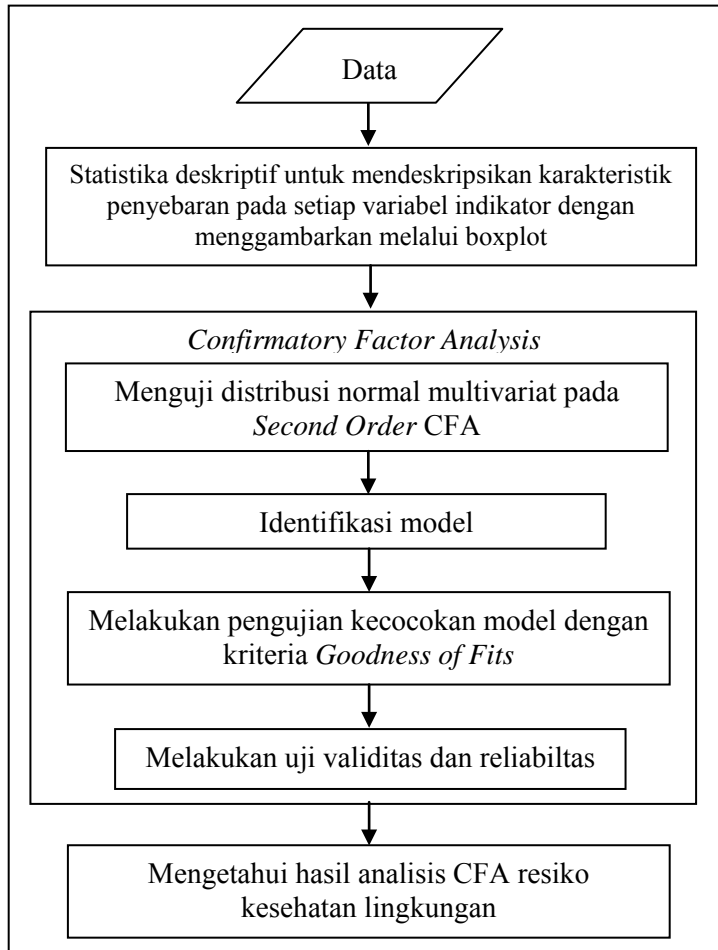 Data
Statistika deskriptif untuk mendeskripsikan karakteristik
penyebaran pada setiap variabel indikator dengan
menggambarkan melalui boxplot
Confirmatory Factor Analysis
Menguji distribusi normal multivariat pada
Second Order CFA
Identifikasi model
Melakukan pengujian kecocokan model dengan
kriteria Goodness of Fits
Melakukan uji validitas dan reliabiltas
Mengetahui hasil analisis CFA resiko
kesehatan lingkungan